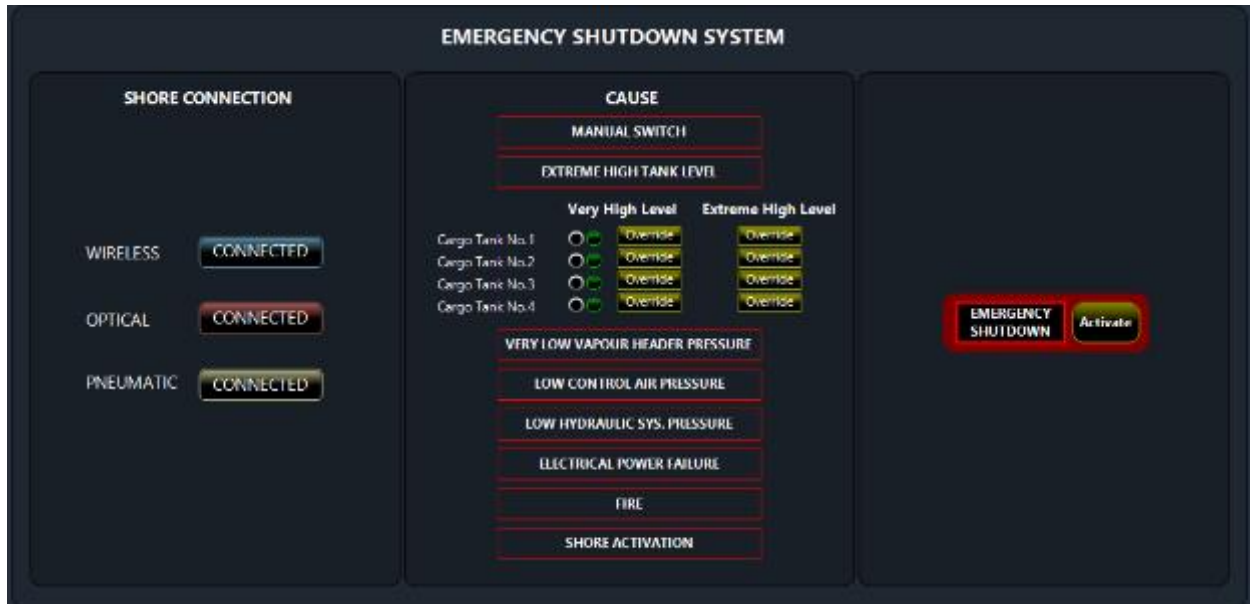 EMERGENCY SHUTDOWN SYSTEM
SHORE CONNECTION
WIRELESS CONNECTED
OPTICAL CONNECTED
PNEUMATIC CONNECTED
CAUSE
MANUAL SWITCH
EXTREME HIGH TANK LEVEL
Very High Level Extreme High Level
Cargo Tank No.1 Override Override
Cargo Tank No.2 Override Override
Cargo Tank No.3 Override Override
Cargo Tank No.4 Override Override
VERY LOW VAPOUR HEADER PRESSURE
LOW CONTROL AIR PRESSURE
LOW HYDRAULIC SYS. PRESSURE
ELECTRICAL POWER FAILURE
FIRE
SHORE ACTIVATION
EMERGENCY
SHUTDOWN
Activate